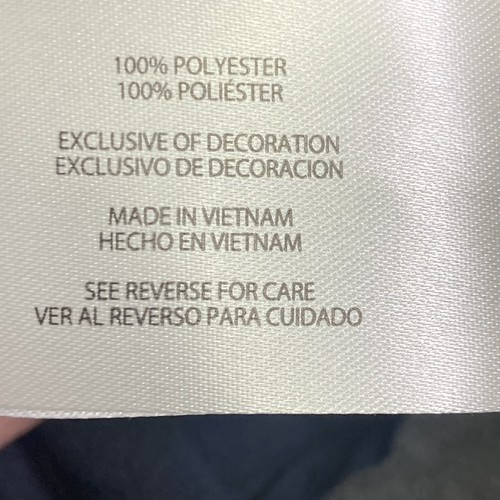 100% POLYESTER
100% POLIÉSTER
EXCLUSIVE OF DECORATION
EXCLUSIVO DE DECORACION
MADE IN VIETNAM
HECHO EN VIETNAM
SEE REVERSE FOR CARE
VER AL REVERSO PARA CUIDADO